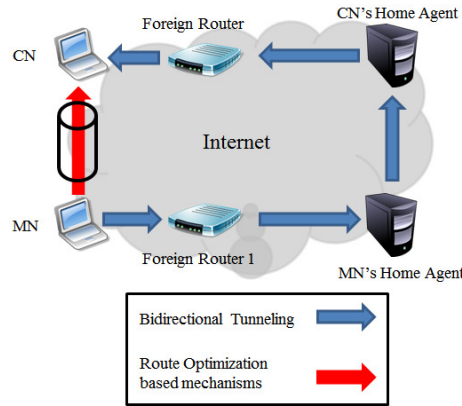 Foreign Router
CN's Home Agent
CN
Internet
MN
Foreign Router 1
MN's Home Agent
Bidirectional Tunneling
Route Optimization
based mechanisms